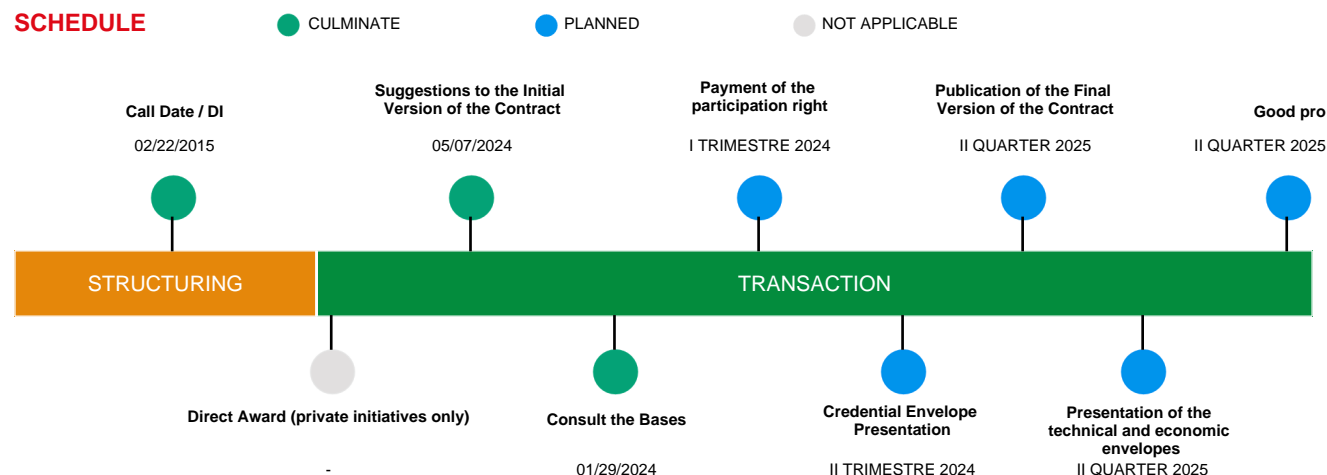 SCHEDULE
CULMINATE
PLANNED
NOT APPLICABLE
Call Date / DI
02/22/2015
Suggestions to the Initial
Version of the Contract
05/07/2024
Payment of the
participation right
I TRIMESTRE 2024
Publication of the Final
Version of the Contract
II QUARTER 2025
Good pro
II QUARTER 2025
STRUCTURING
TRANSACTION
Direct Award (private initiatives only)
-
Consult the Bases
01/29/2024
Credential Envelope
Presentation
II TRIMESTRE 2024
Presentation of the
technical and economic
envelopes
II QUARTER 2025